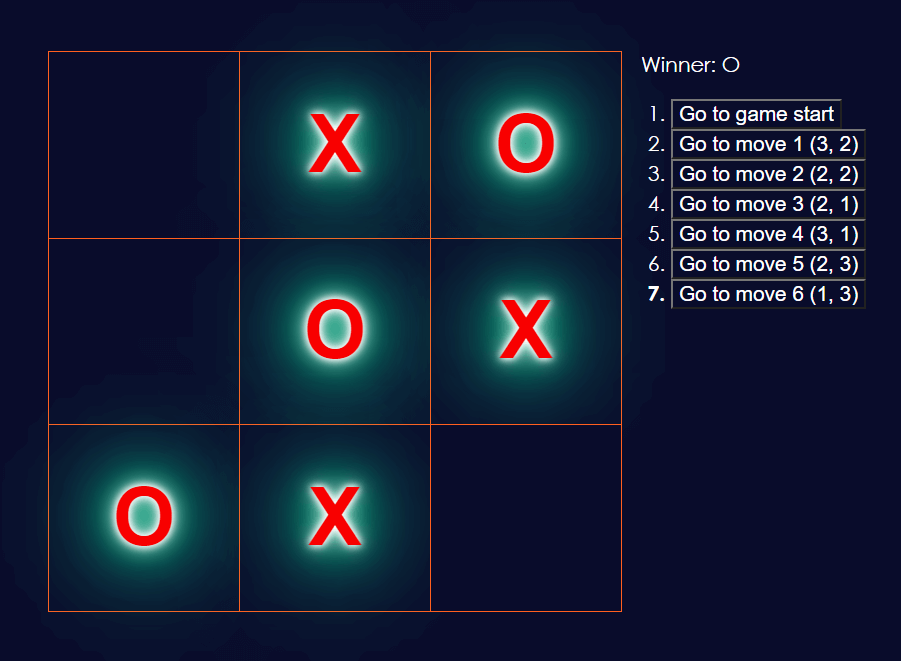 X O
O X
O X
Winner: O
1. Go to game start
2. Go to move 1 (3, 2)
3. Go to move 2 (2, 2)
4. Go to move 3 (2, 1)
5. Go to move 4 (3, 1)
6. Go to move 5 (2, 3)
7. Go to move 6 (1, 3)